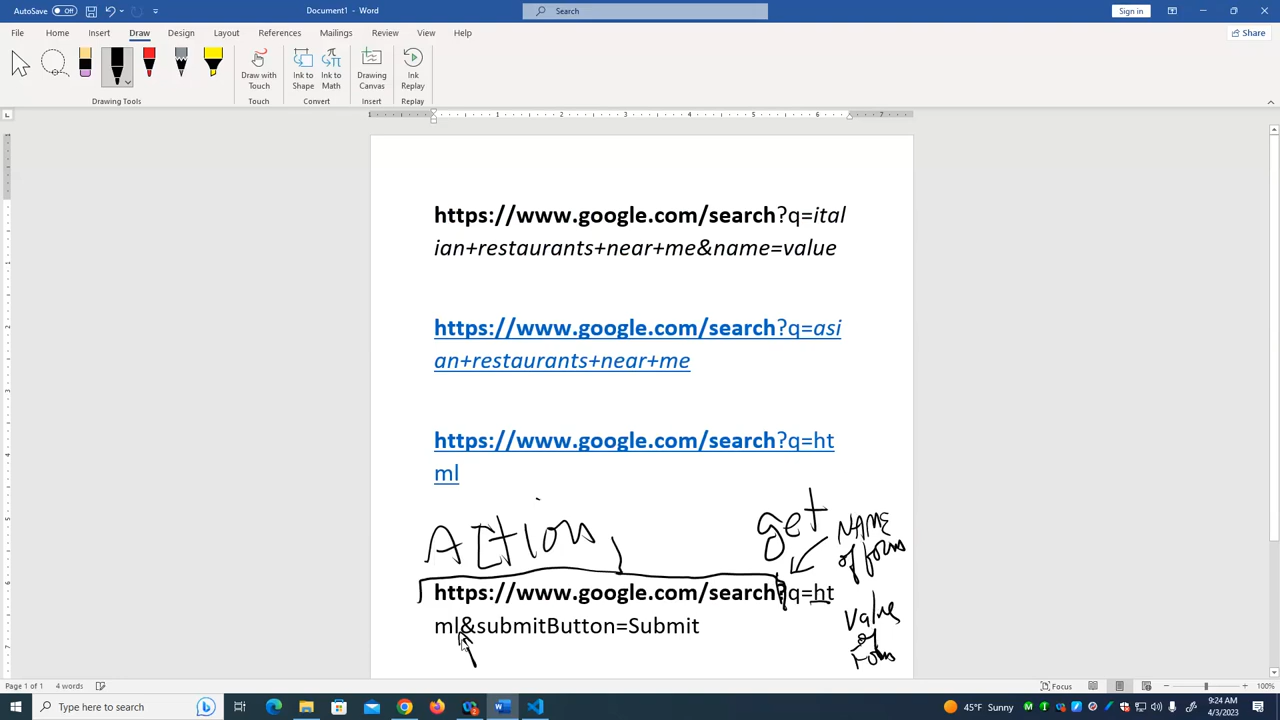 AutoSave Off
Document1 - Word
Search
Sign in
File Home Insert Draw Design Layout References Mailings Review View Help
Share
Draw with Touch
Ink to Shape
Ink to Math
Drawing Canvas
Ink Replay
Drawing Tools
Touch
Convert
Insert
Replay
https://www.google.com/search?q=ital
ian+restaurants+near+me&name=value
https://www.google.com/search?q=asi
an+restaurants+near+me
https://www.google.com/search?q=ht
ml
Action
get
NAME
of form
https://www.google.com/search?q=ht
ml&submitButton=Submit
Value
of
Form
Page 1 of 1 4 words
Focus
100%
Type here to search
45°F Sunny
9:24 AM
4/3/2023